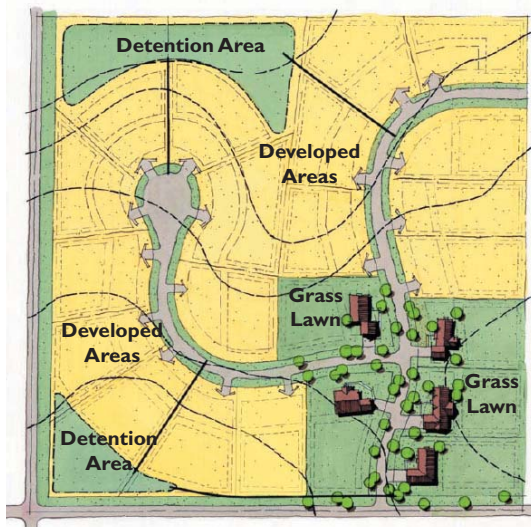 Detention Area
Developed
Areas
Grass
Lawn
Developed
Areas
Grass
Lawn
Detention
Area